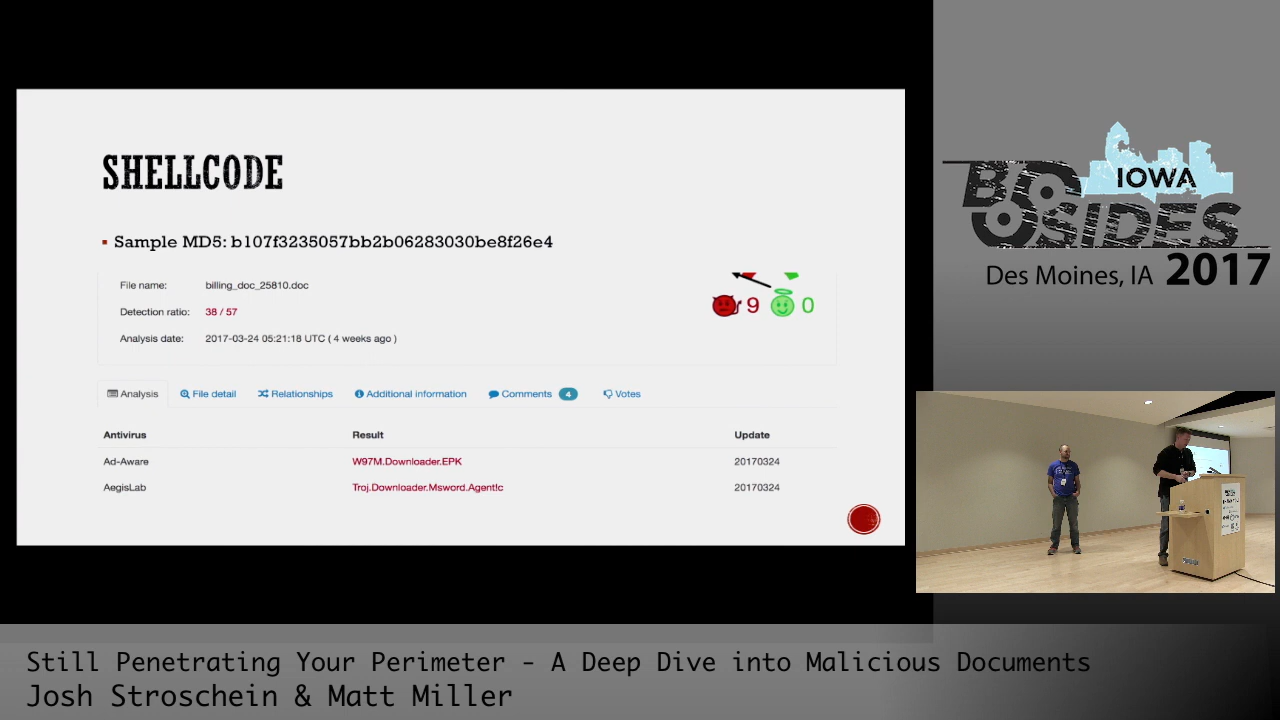 SHELLCODE
▪ Sample MD5: b107f3235057bb2b06283030be8f26e4
File name: billing_doc_25810.doc
Detection ratio: 38 / 57
Analysis date: 2017-03-24 05:21:18 UTC ( 4 weeks ago )
9 0
Analysis File detail Relationships Additional information Comments 4 Votes
Antivirus Result Update
Ad-Aware W97M.Downloader.EPK 20170324
AegisLab Troj.Downloader.Msword.Agent!c 20170324
BSIDES
IOWA
Des Moines, IA 2017
Still Penetrating Your Perimeter - A Deep Dive into Malicious Documents
Josh Stroschein & Matt Miller